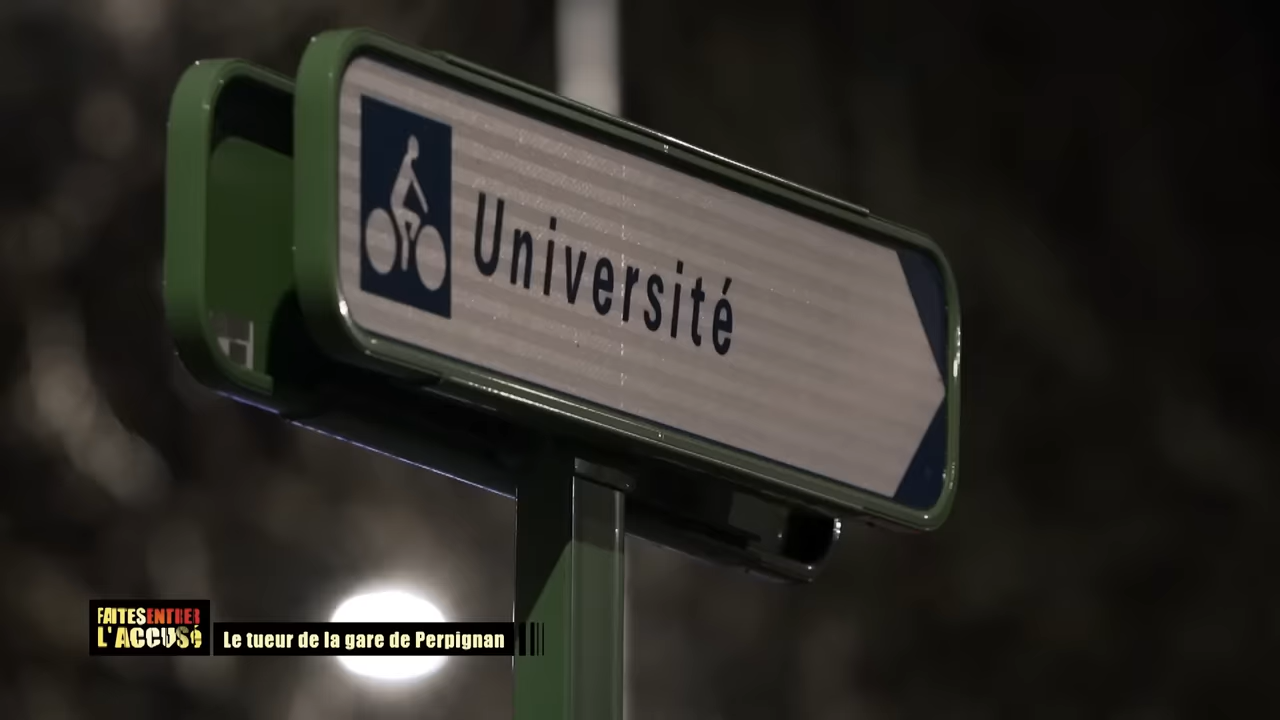 Université
FAITES ENTRER
L'ACCUSÉ
Le tueur de la gare de Perpignan